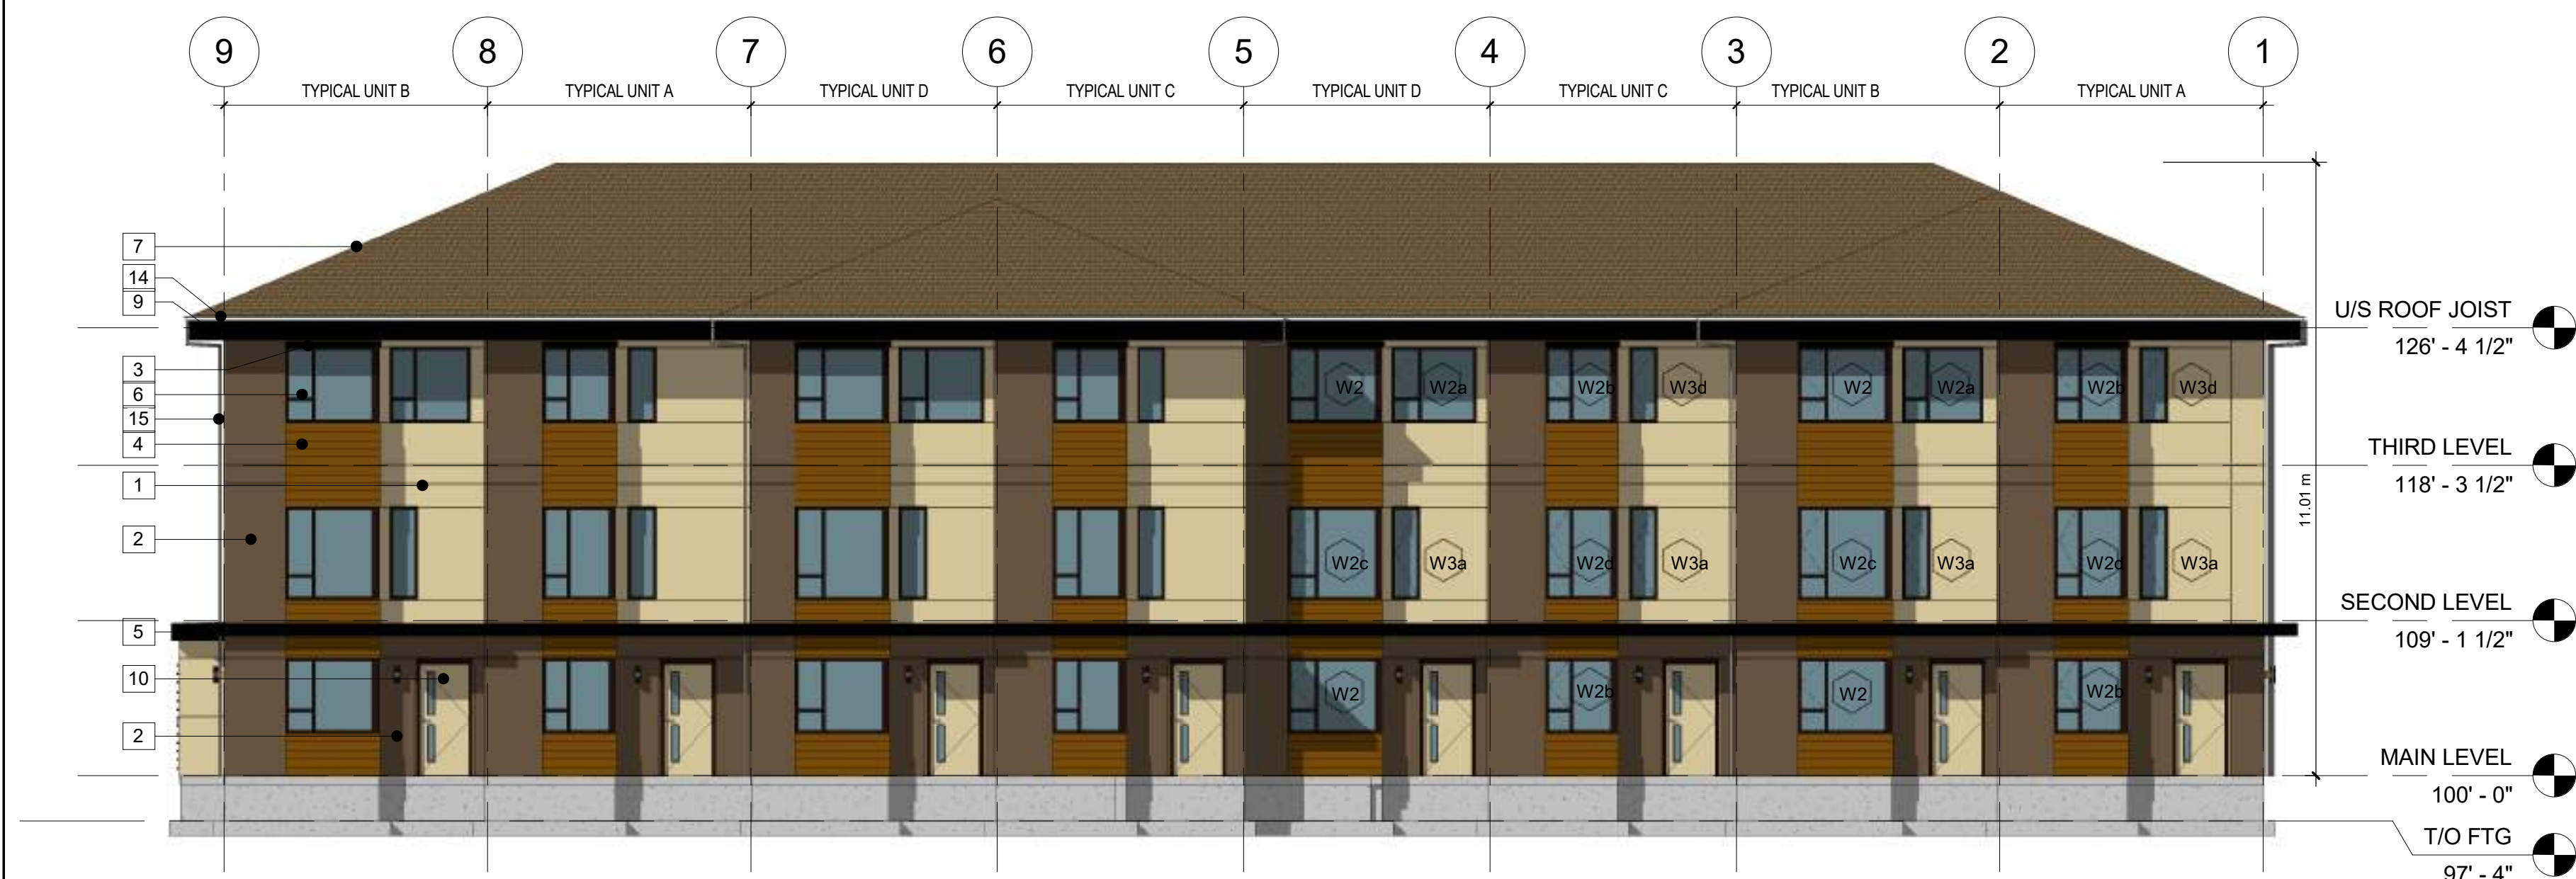 9 8 7 6 5 4 3 2 1
TYPICAL UNIT B TYPICAL UNIT A TYPICAL UNIT D TYPICAL UNIT C TYPICAL UNIT D TYPICAL UNIT C TYPICAL UNIT B TYPICAL UNIT A
7
14
9
U/S ROOF JOIST
126' - 4 1/2"
3
6
W2 W2a W2b W3d W2 W2a W2b W3d
15
4
THIRD LEVEL
118' - 3 1/2"
1
11.01 m
2
W2c W3a W2d W3a W2c W3a W2d W3a
SECOND LEVEL
109' - 1 1/2"
5
10
W2 W2b W2 W2b
2
MAIN LEVEL
100' - 0"
T/O FTG
97' - 4"